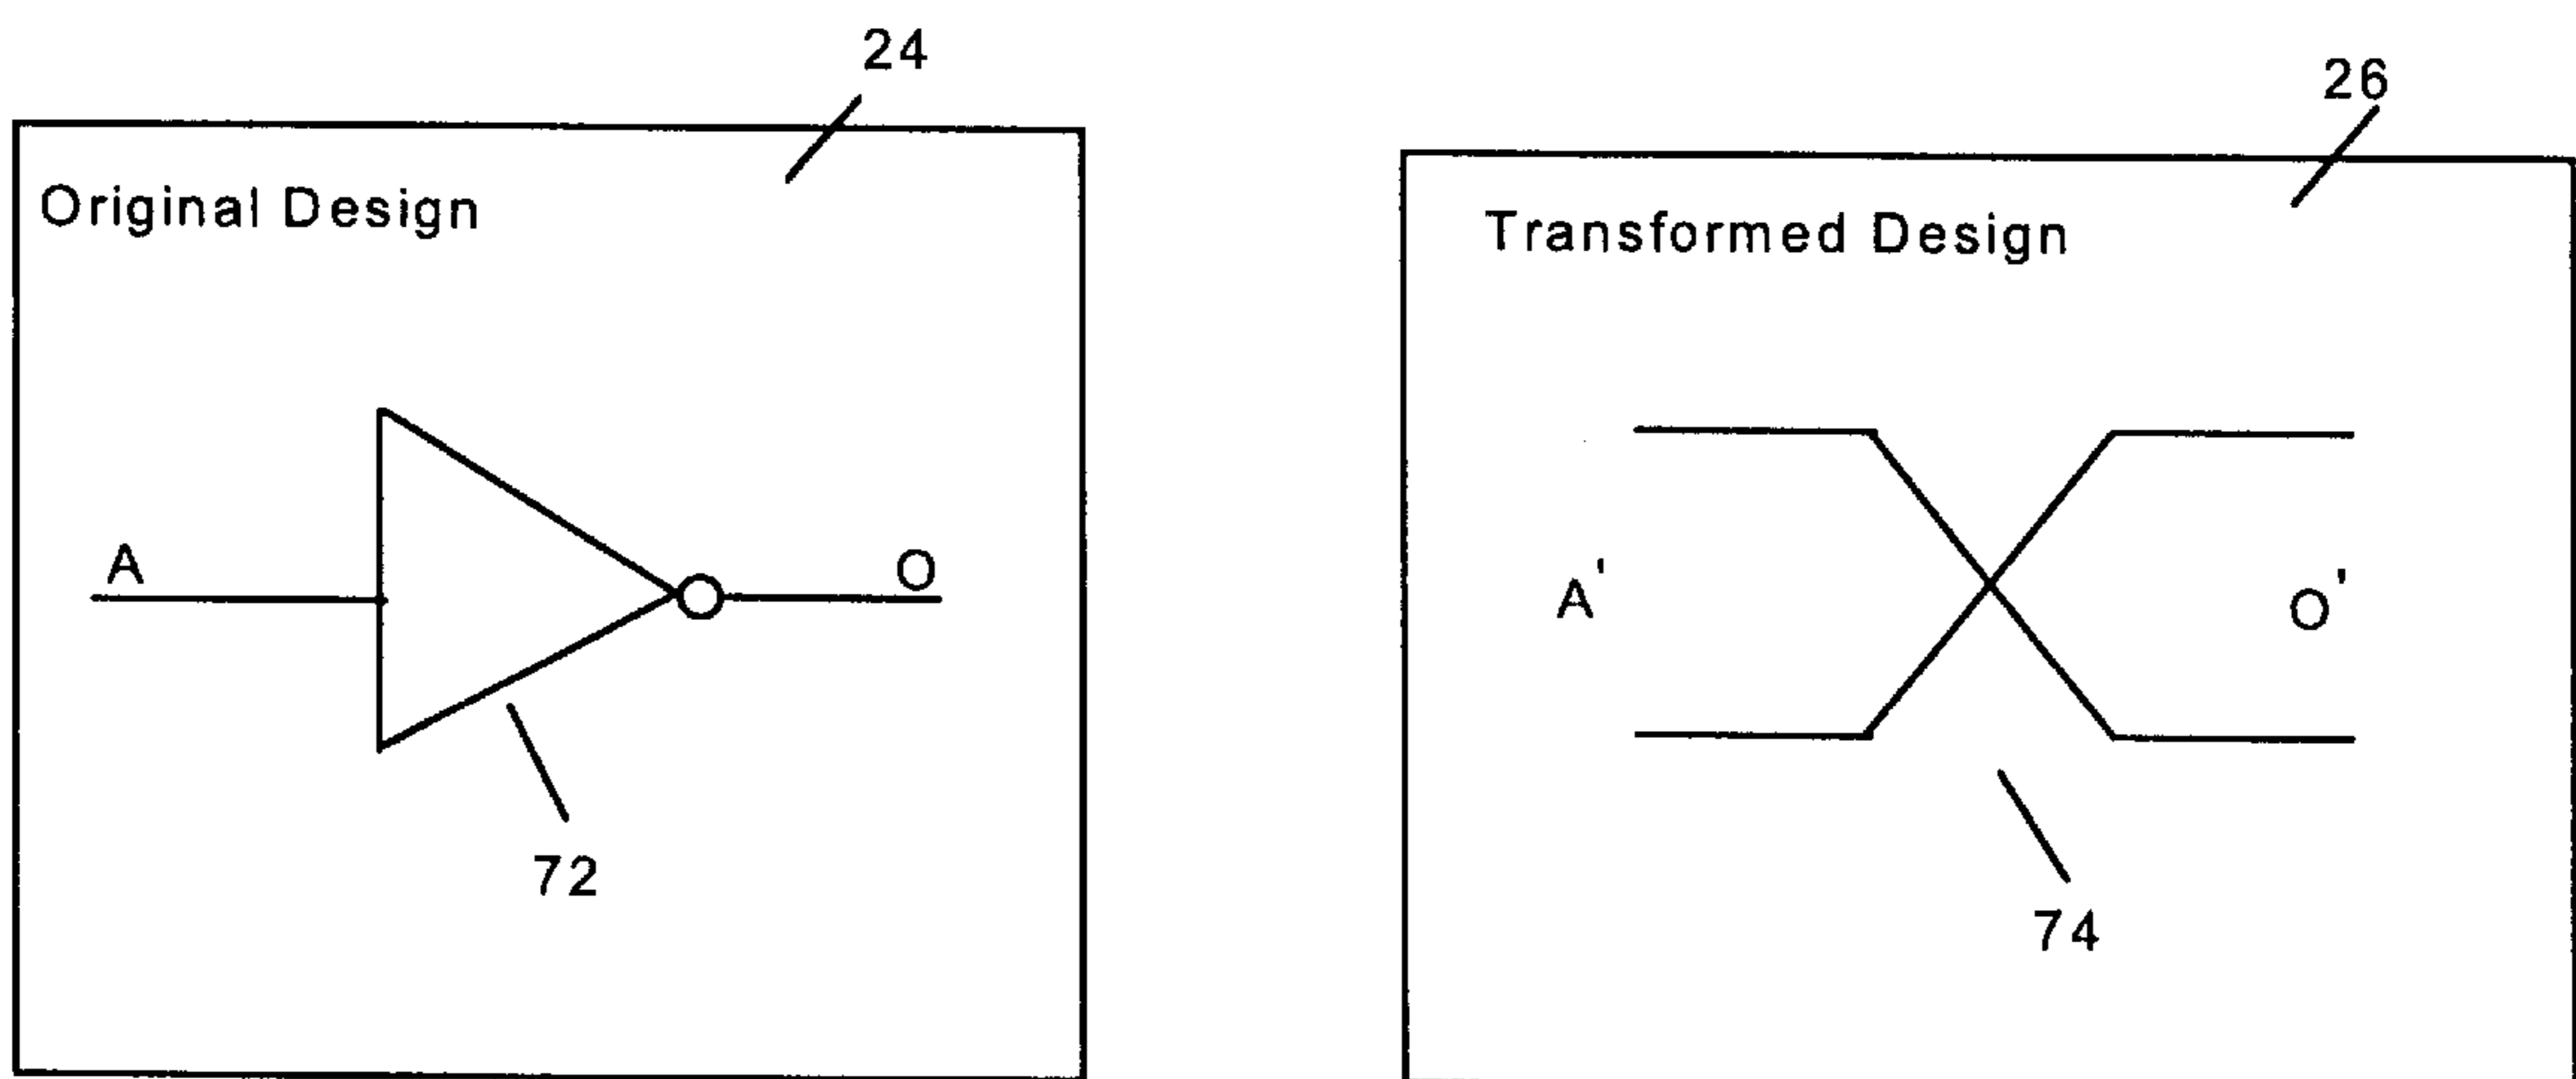 24
26
Original Design
Transformed Design
A
O
A'
O'
72
74